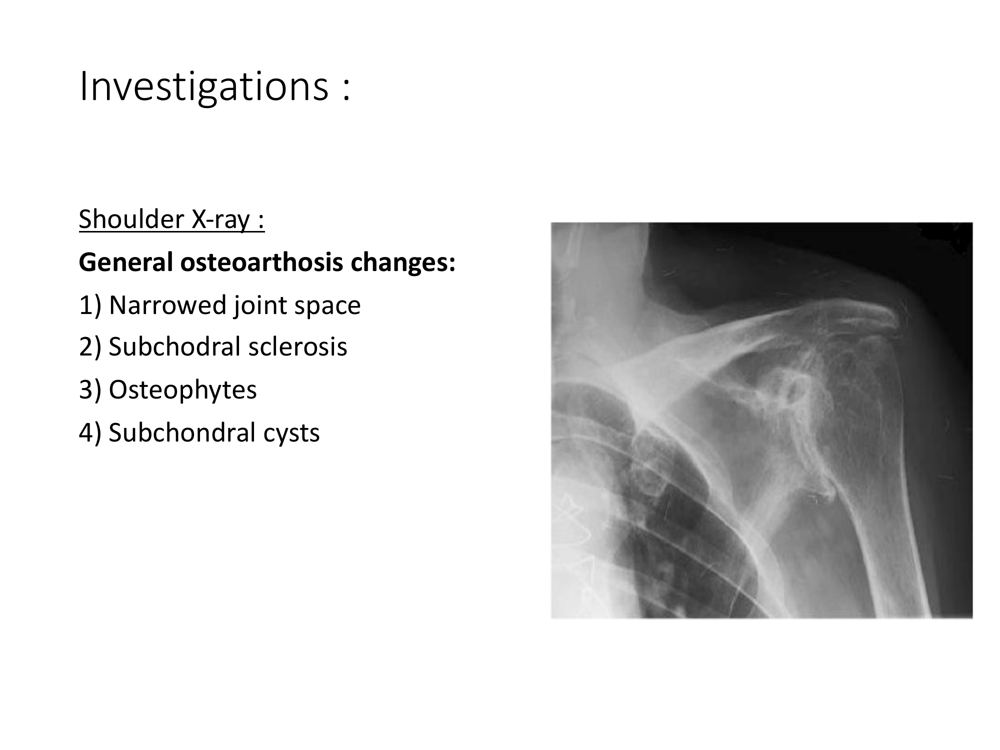 Investigations :
Shoulder X-ray :
General osteoarthosis changes:
1) Narrowed joint space
2) Subchodral sclerosis
3) Osteophytes
4) Subchondral cysts